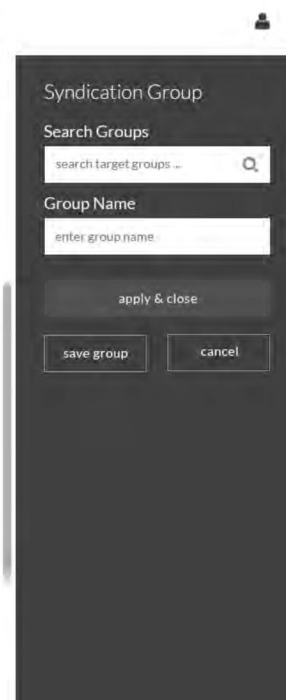 Syndication Group
Search Groups
search target groups ...
Group Name
enter group name
apply & close
save group
cancel